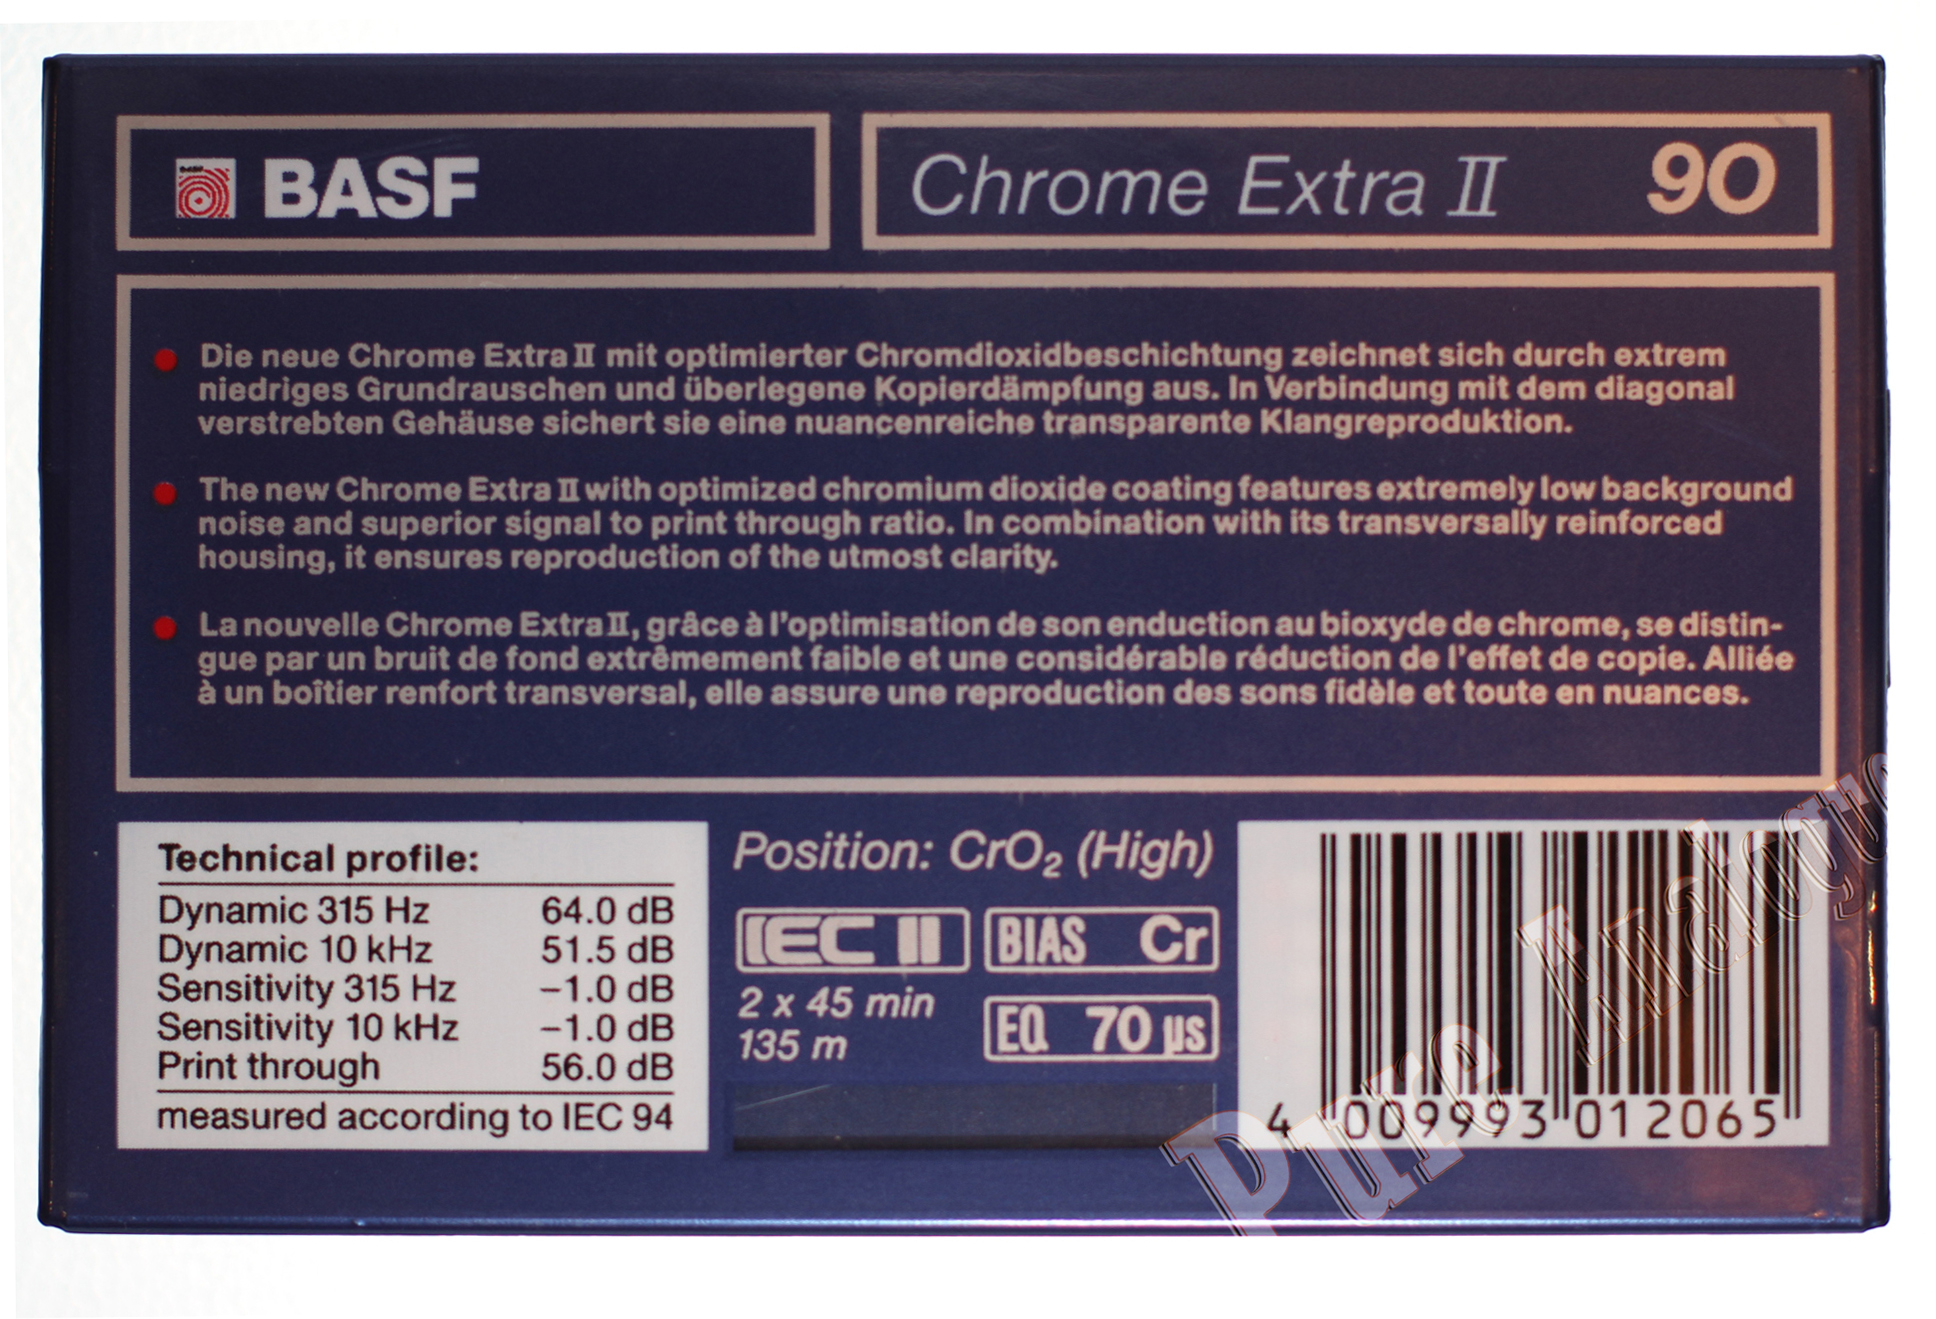 BASF
Chrome Extra II 90
Die neue Chrome Extra II mit optimierter Chromdioxidbeschichtung zeichnet sich durch extrem
niedriges Grundrauschen und überlegene Kopierdämpfung aus. In Verbindung mit dem diagonal
verstrebten Gehäuse sichert sie eine nuancenreiche transparente Klangreproduktion.
The new Chrome Extra II with optimized chromium dioxide coating features extremely low background
noise and superior signal to print through ratio. In combination with its transversally reinforced
housing, it ensures reproduction of the utmost clarity.
La nouvelle Chrome Extra II, grâce à l'optimisation de son enduction au bioxyde de chrome, se distin-
gue par un bruit de fond extrêmement faible et une considérable réduction de l'effet de copie. Alliée
à un boîtier renfort transversal, elle assure une reproduction des sons fidèle et toute en nuances.
Technical profile:
Dynamic 315 Hz 64.0 dB
Dynamic 10 kHz 51.5 dB
Sensitivity 315 Hz –1.0 dB
Sensitivity 10 kHz –1.0 dB
Print through 56.0 dB
measured according to IEC 94
Position: CrO₂ (High)
IEC II
BIAS Cr
2 x 45 min
135 m
EQ. 70 µs
4 009993 012065
Pure Analogue